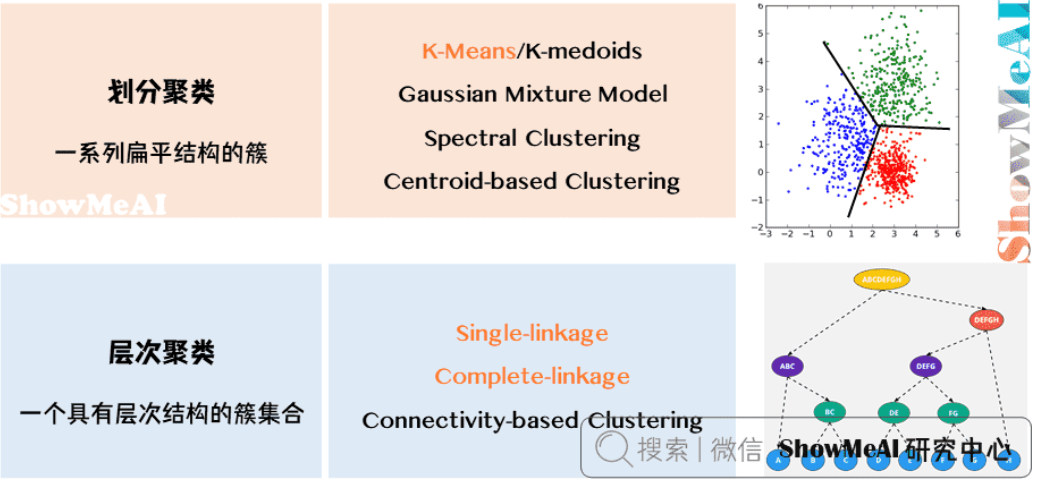 划分聚类
一系列扁平结构的簇
ShowMeAI
K-Means/K-medoids
Gaussian Mixture Model
Spectral Clustering
Centroid-based Clustering
6
5
4
3
2
1
0
−1
−2
−3 −2 −1 0 1 2 3 4 5 6
ShowMeAI
层次聚类
一个具有层次结构的簇集合
Single-linkage
Complete-linkage
Connectivity-based Clustering
ABCDEFGH
DEFGH
ABC
DEFG
BC
DE
FG
A B C D
搜索 | 微信 ShowMeAI 研究中心